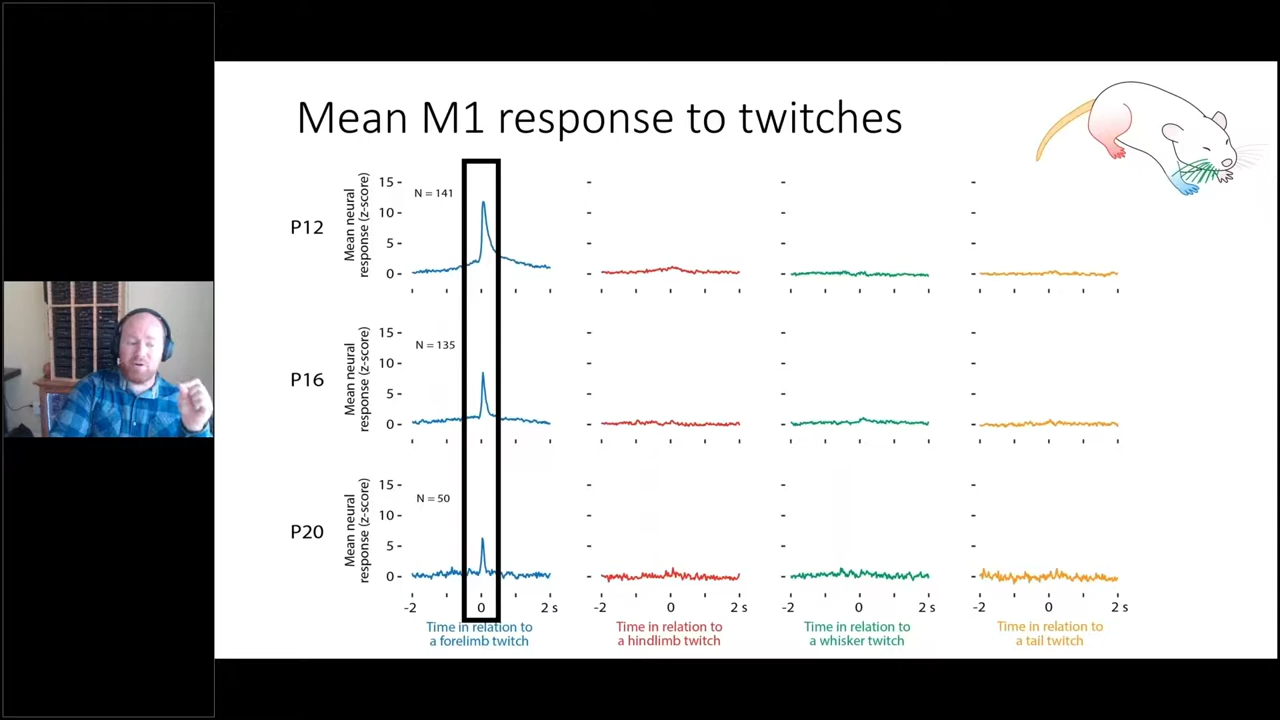 Mean M1 response to twitches
P12
Mean neural
response (z-score)
15
10
5
0
N = 141
P16
Mean neural
response (z-score)
15
10
5
0
N = 135
P20
Mean neural
response (z-score)
15
10
5
0
N = 50
-2 0 2 s
-2 0 2 s
-2 0 2 s
-2 0 2 s
Time in relation to
a forelimb twitch
Time in relation to
a hindlimb twitch
Time in relation to
a whisker twitch
Time in relation to
a tail twitch